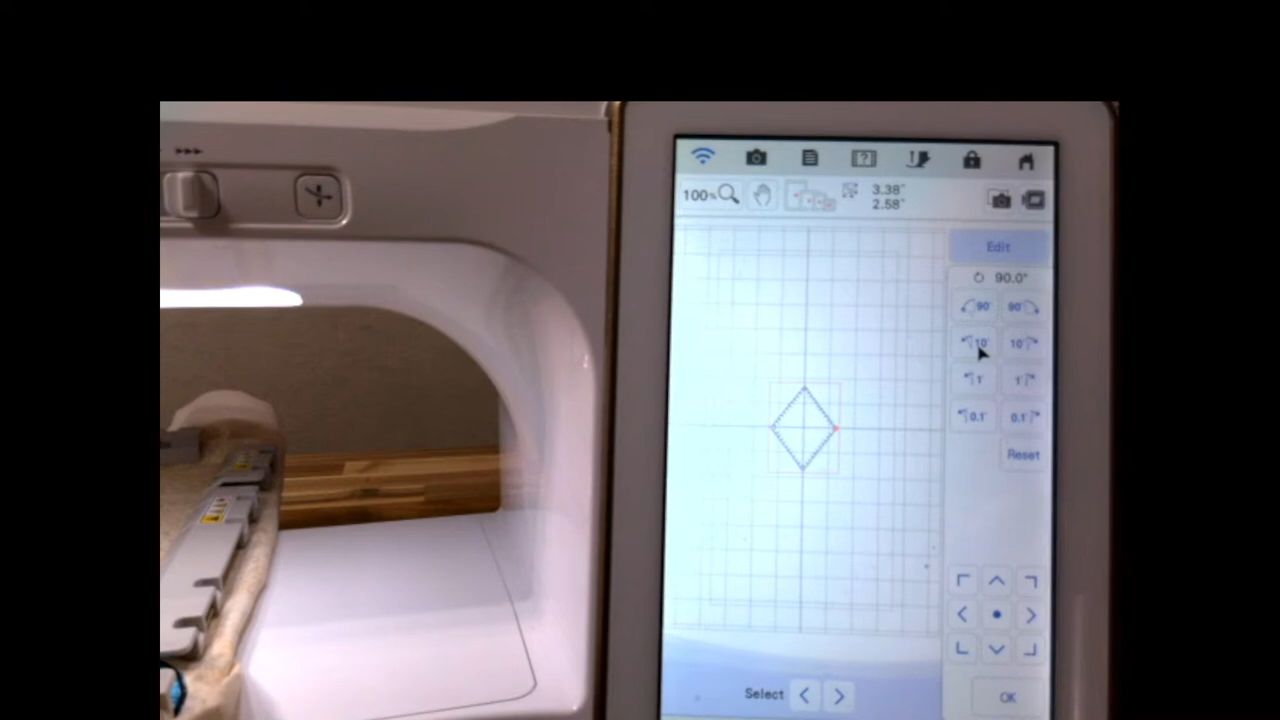 100%
3.38"
2.58"
Edit
90.0°
90° 90°
10° 10°
1° 1°
0.1° 0.1°
Reset
Select
OK